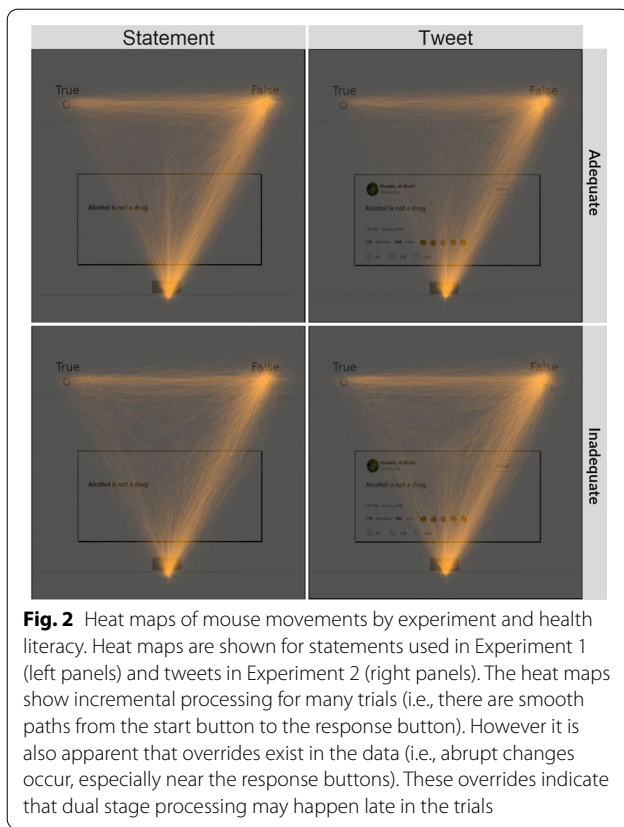 Statement Tweet
True False True False
Adequate
Alcohol is not a drug.
Alcohol is not a drug.
True False True False
Inadequate
Alcohol is not a drug.
Alcohol is not a drug.
Fig. 2 Heat maps of mouse movements by experiment and health
literacy. Heat maps are shown for statements used in Experiment 1
(left panels) and tweets in Experiment 2 (right panels). The heat maps
show incremental processing for many trials (i.e., there are smooth
paths from the start button to the response button). However it is
also apparent that overrides exist in the data (i.e., abrupt changes
occur, especially near the response buttons). These overrides indicate
that dual stage processing may happen late in the trials